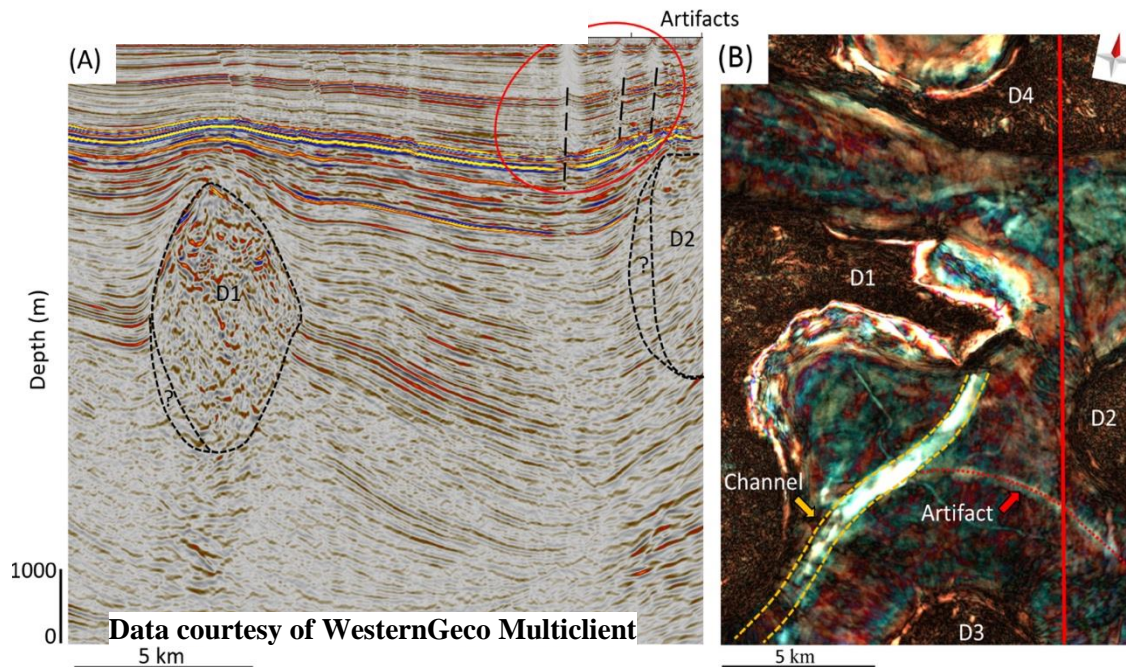 Artifacts
(A)
D1
D2
?
?
Depth (m)
1000
0
Data courtesy of WesternGeco Multiclient
5 km
(B)
D4
D1
D2
Channel
Artifact
D3
5 km